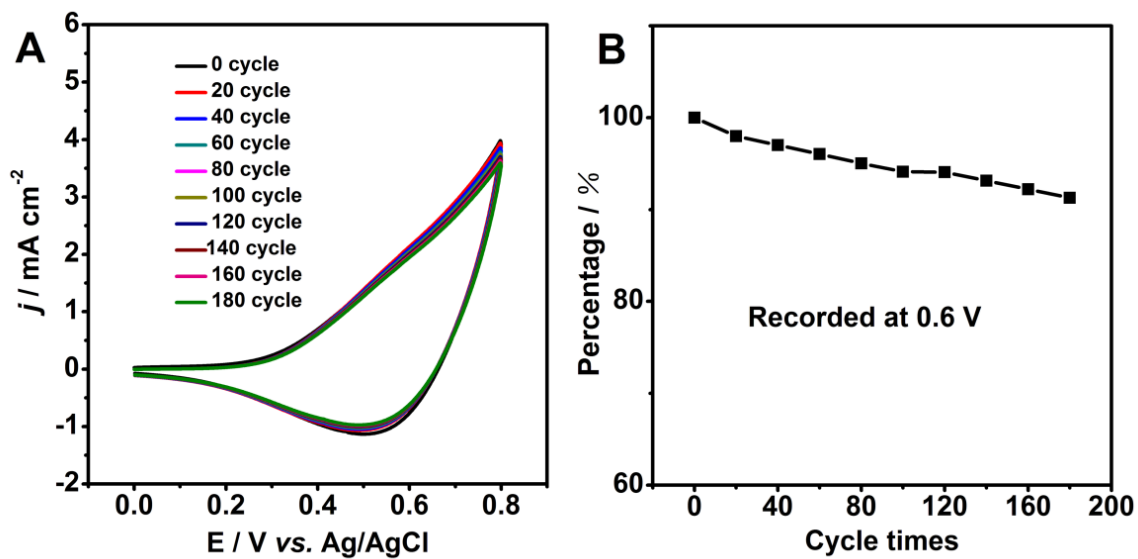 A
0 cycle
20 cycle
40 cycle
60 cycle
80 cycle
100 cycle
120 cycle
140 cycle
160 cycle
180 cycle
6
5
4
3
2
1
0
-1
-2
0.0 0.2 0.4 0.6 0.8
j / mA cm-2
E / V vs. Ag/AgCl
B
100
80
60
0 40 80 120 160 200
Percentage / %
Recorded at 0.6 V
Cycle times